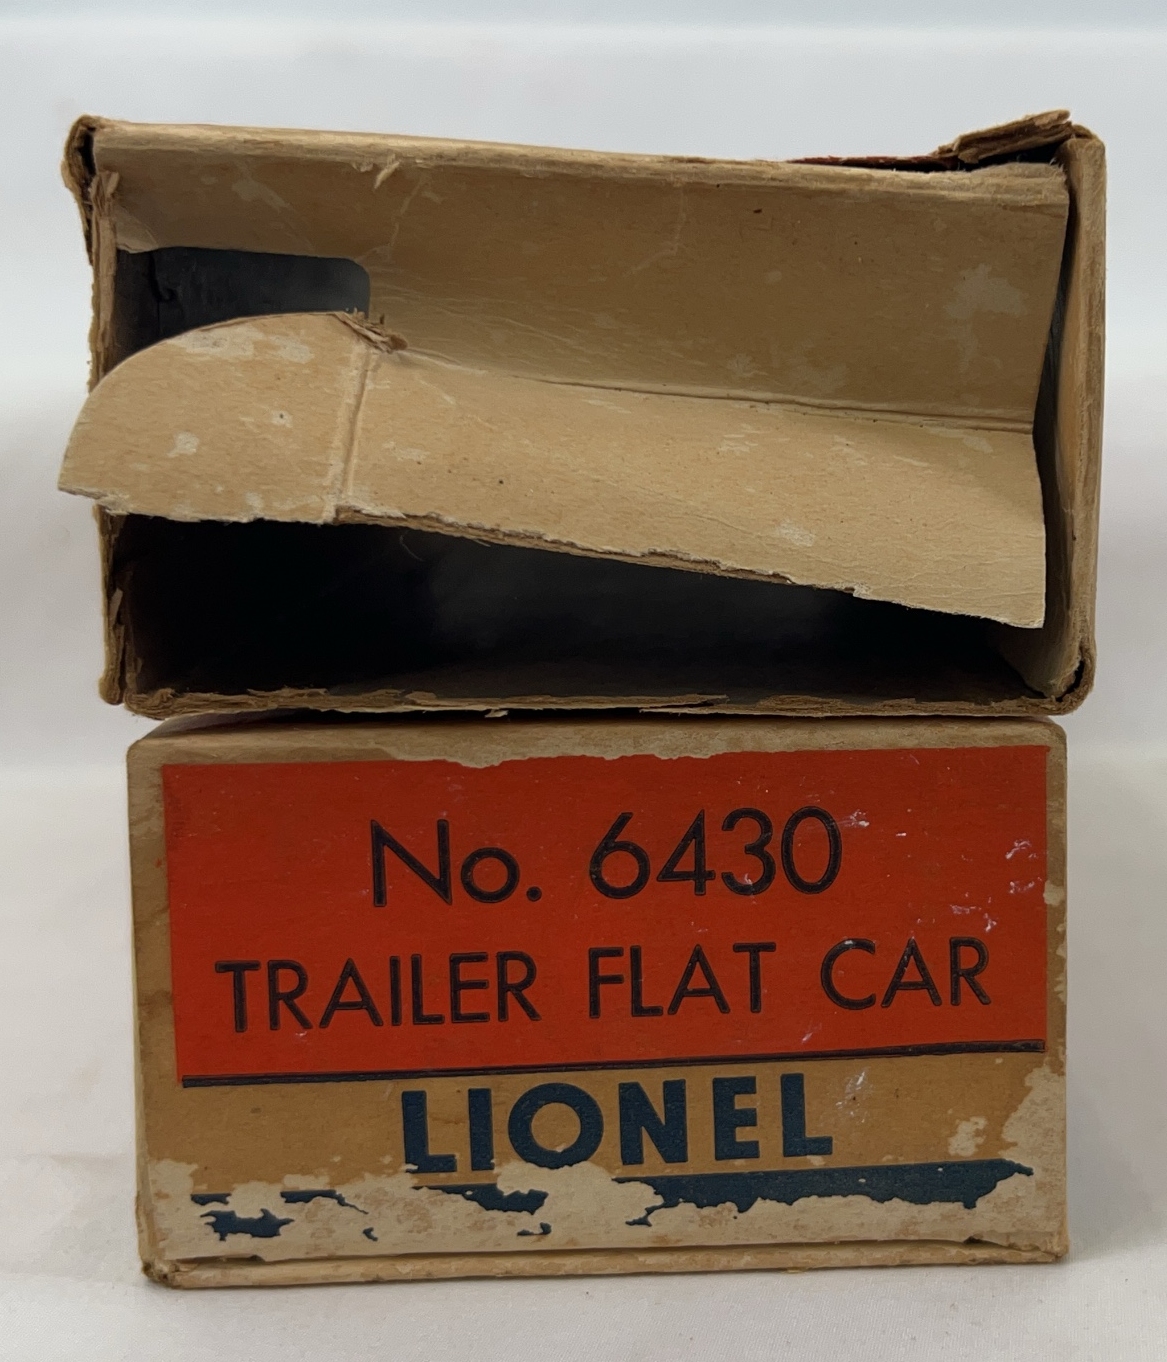 No. 6430
TRAILER FLAT CAR
LIONEL